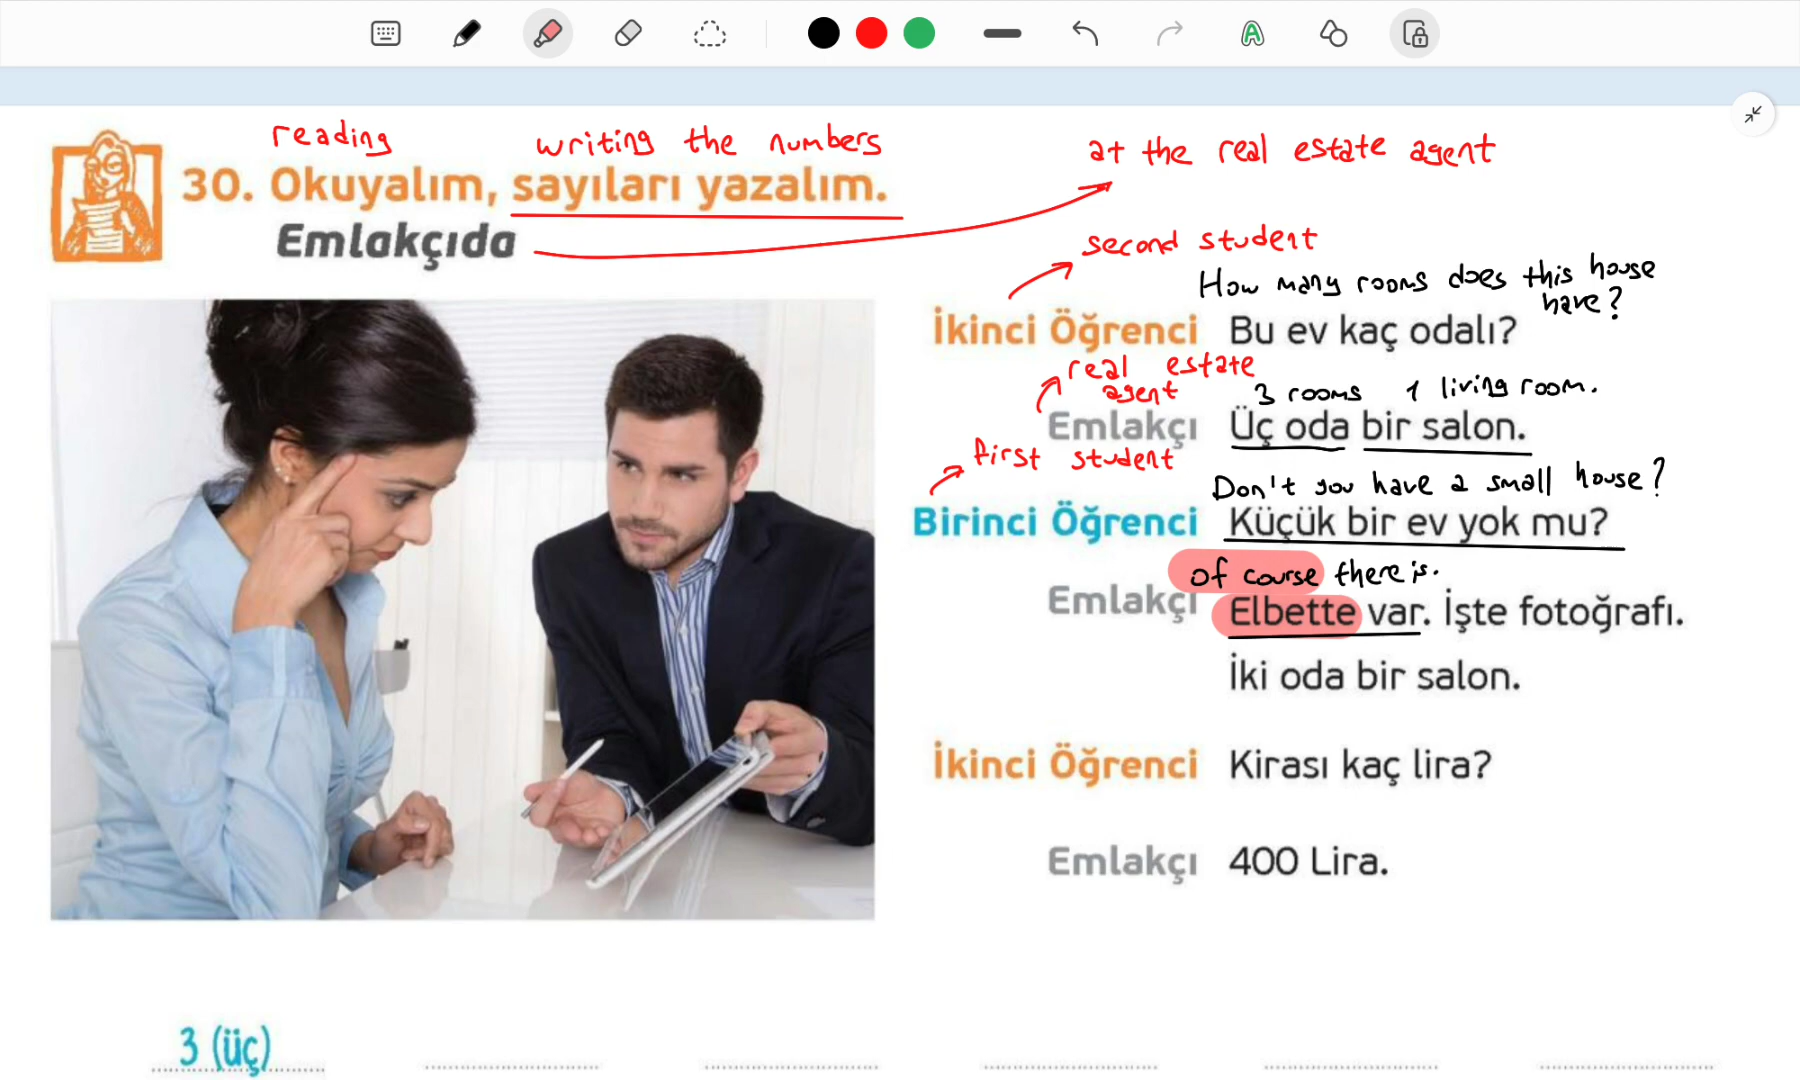 reading writing the numbers
at the real estate agent
30. Okuyalım, sayıları yazalım.
Emlakçıda
second student
How many rooms does this house have?
İkinci Öğrenci Bu ev kaç odalı?
real estate agent
3 rooms 1 living room.
Emlakçı Üç oda bir salon.
first student
Don't you have a small house?
Birinci Öğrenci Küçük bir ev yok mu?
of course there is.
Emlakçı Elbette var. İşte fotoğrafı.
İki oda bir salon.
İkinci Öğrenci Kirası kaç lira?
Emlakçı 400 Lira.
3 (üç)